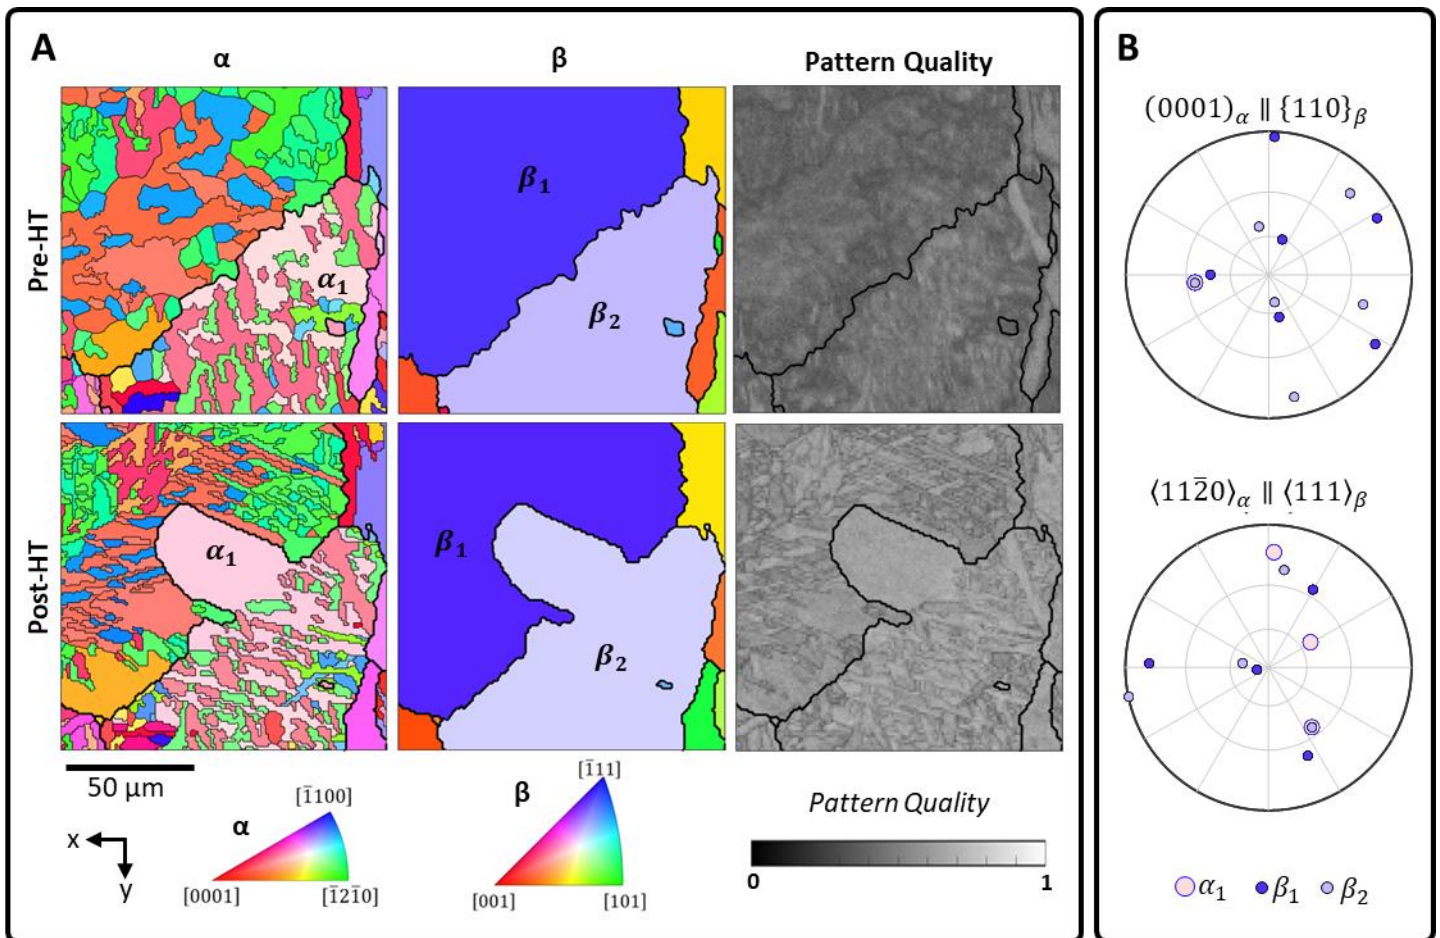 A
α
β
Pattern Quality
Pre-HT
α₁
β₁
β₂
Post-HT
α₁
β₁
β₂
50 µm
x
y
α
[0001]
[1̅100]
[1̅21̅0]
β
[001]
[1̅11]
[101]
Pattern Quality
0 1
B
(0001)α ∥ {110}β
⟨112̅0⟩α ∥ ⟨111⟩β
α₁ β₁ β₂